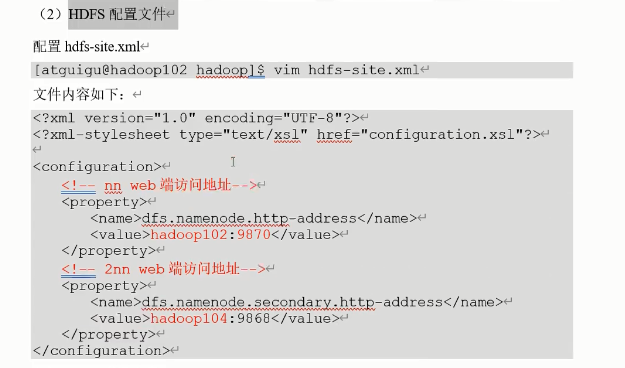 （2）HDFS 配置文件
配置 hdfs-site.xml
[atguigu@hadoop102 hadoop]$ vim hdfs-site.xml
文件内容如下：
<?xml version="1.0" encoding="UTF-8"?>
<?xml-stylesheet type="text/xsl" href="configuration.xsl"?>
<configuration>
<!-- nn web 端访问地址-->
<property>
<name>dfs.namenode.http-address</name>
<value>hadoop102:9870</value>
</property>
<!-- 2nn web 端访问地址-->
<property>
<name>dfs.namenode.secondary.http-address</name>
<value>hadoop104:9868</value>
</property>
</configuration>